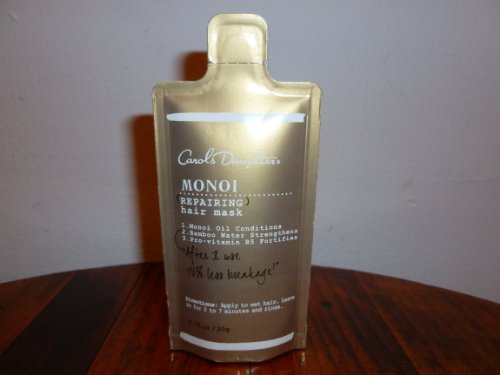 Carol's Daughter®
MONOI
REPAIRING
hair mask
1.Monoi Oil Conditions
2.Bamboo Water Strengthens
3.Pro-vitamin B5 Fortifies
"After 1 use
less breakage!"
Directions: Apply to wet hair. Leave
in for 5 to 7 minutes and rinse.
oz / 20g